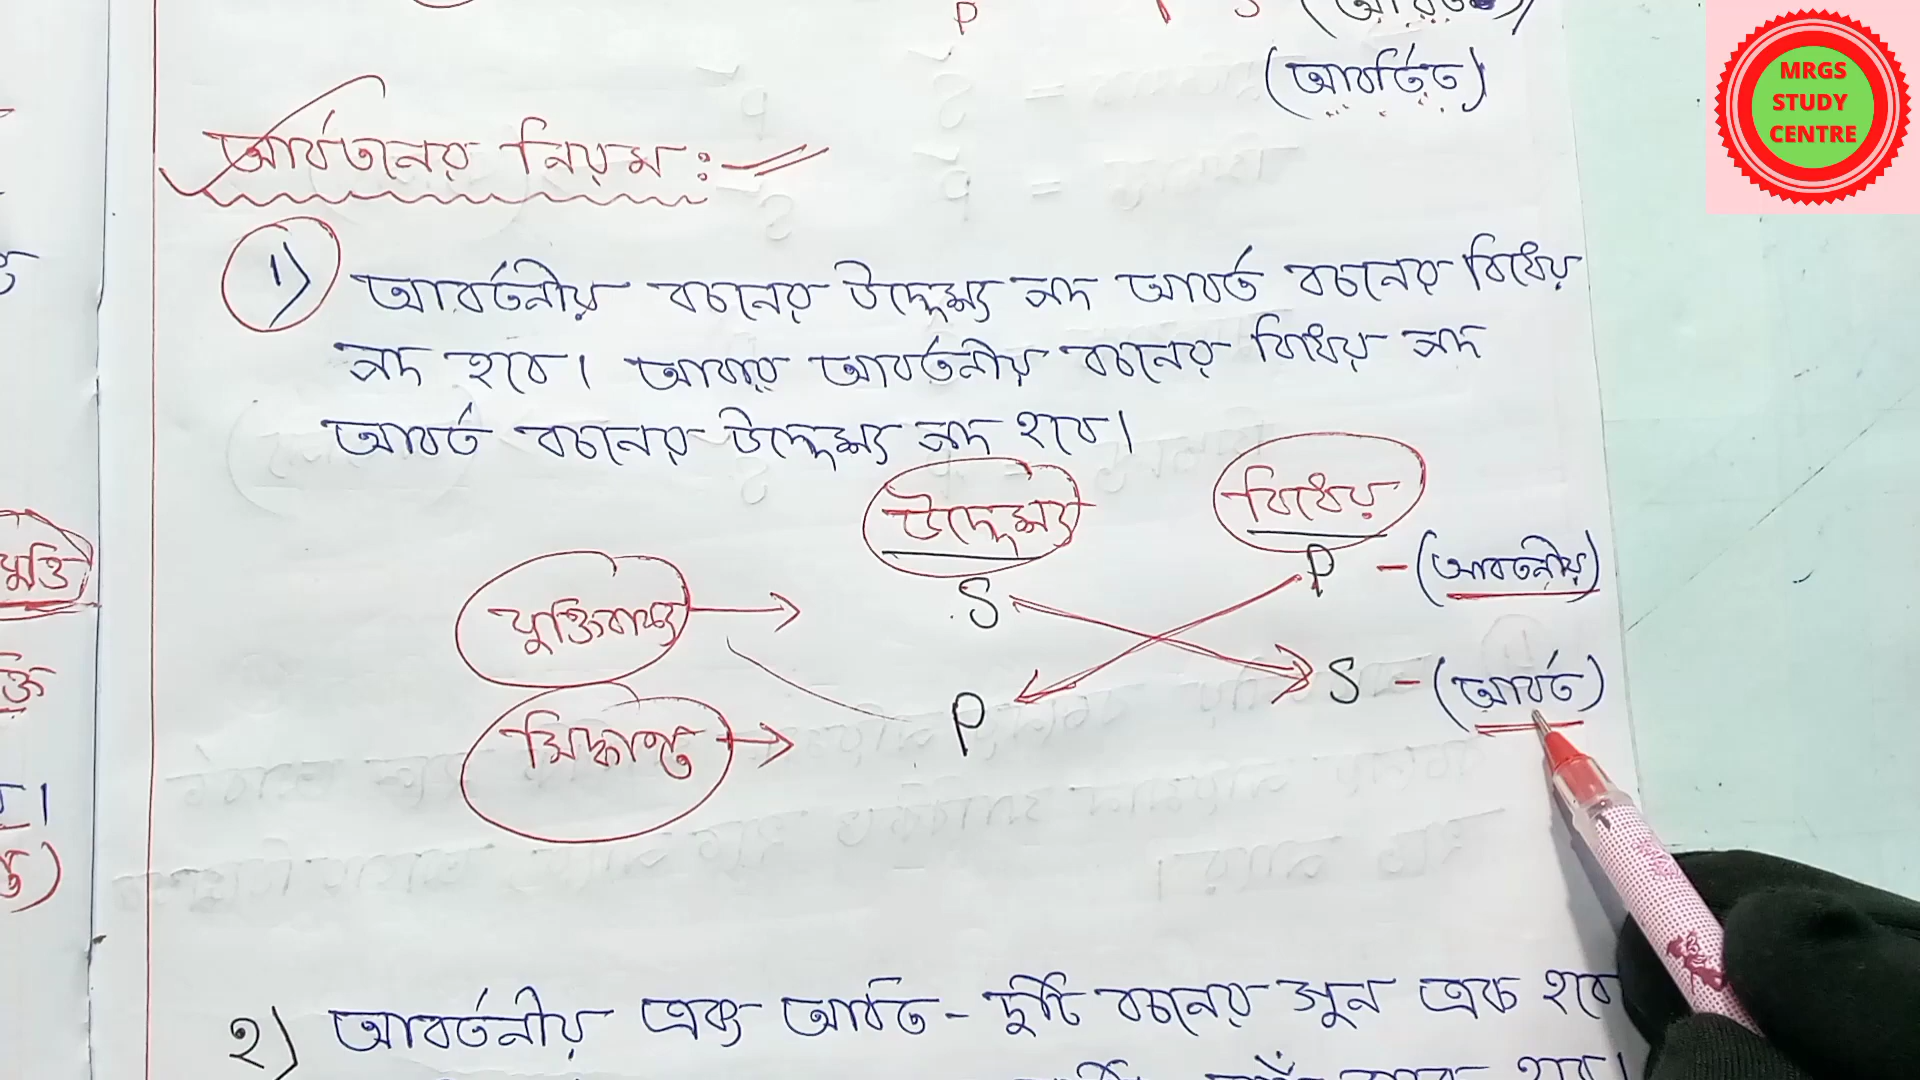 P
(আবর্তিত)
MRGS
STUDY
CENTRE
আবর্তনের নিয়ম :
১) আবর্তনীয় বচনের উদ্দেশ্য পদ আবর্ত বচনের বিধেয়
পদ হবে। আবার আবর্তনীয় বচনের বিধেয় পদ
আবর্ত বচনের উদ্দেশ্য পদ হবে।
উদ্দেশ্য বিধেয়
যুক্তিবাক্য → S P - (আবর্তনীয়)
সিদ্ধান্ত → P S - (আবর্ত)
২) আবর্তনীয় এবং আবর্ত - দুটি বচনের গুন এক হবে